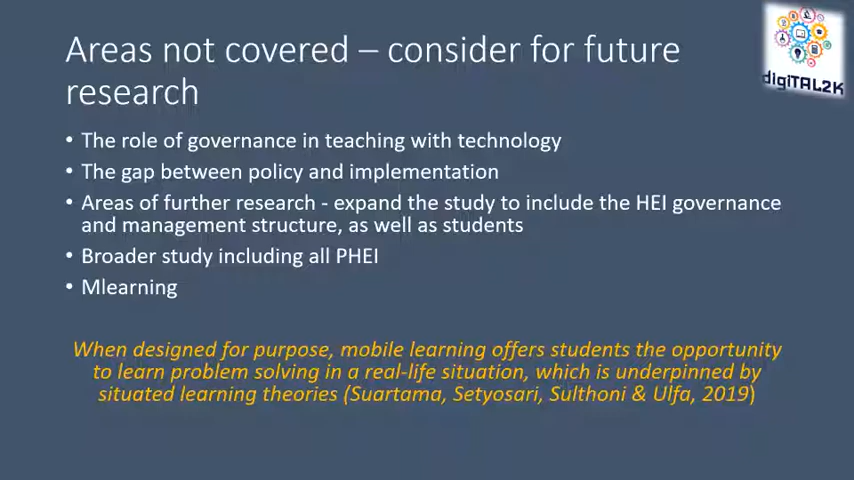 Areas not covered – consider for future
research
digiTAL2K
• The role of governance in teaching with technology
• The gap between policy and implementation
• Areas of further research - expand the study to include the HEI governance
and management structure, as well as students
• Broader study including all PHEI
• Mlearning
When designed for purpose, mobile learning offers students the opportunity
to learn problem solving in a real-life situation, which is underpinned by
situated learning theories (Suartama, Setyosari, Sulthoni & Ulfa, 2019)